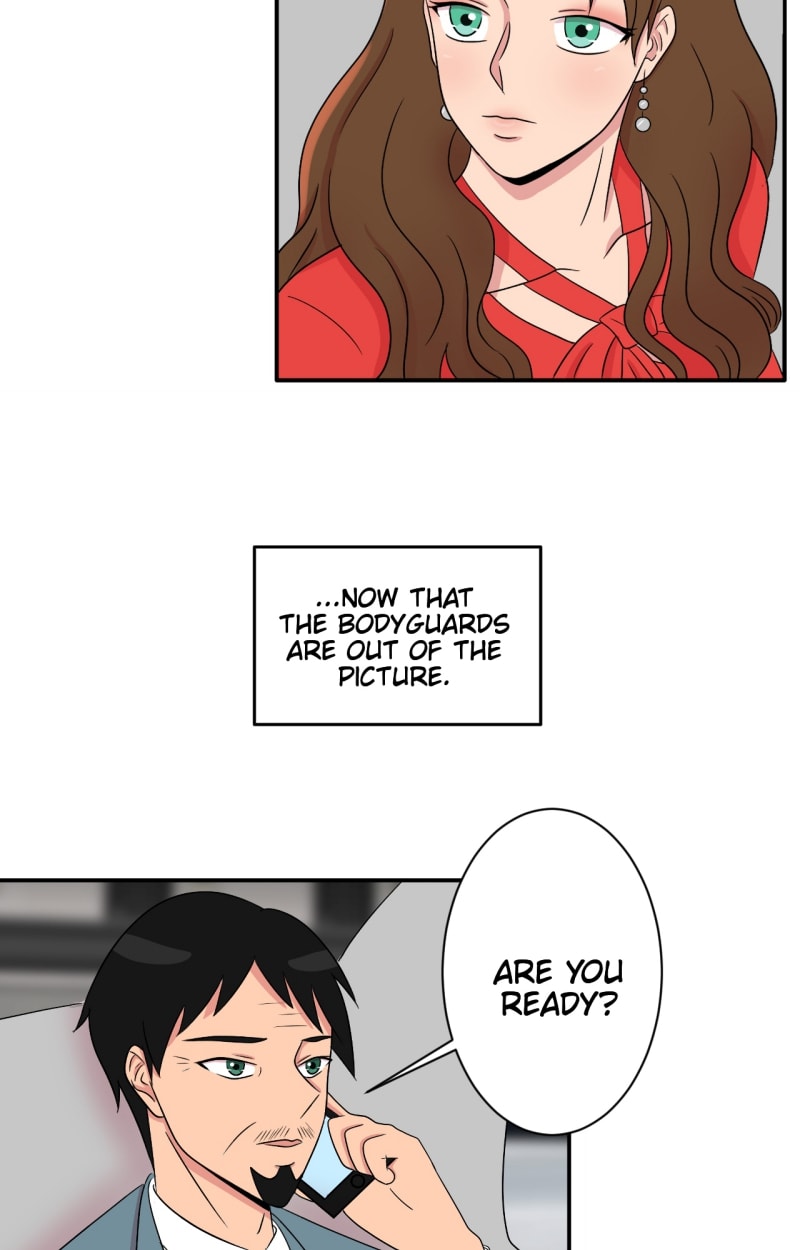 ...NOW THAT
THE BODYGUARDS
ARE OUT OF THE
PICTURE.
ARE YOU
READY?